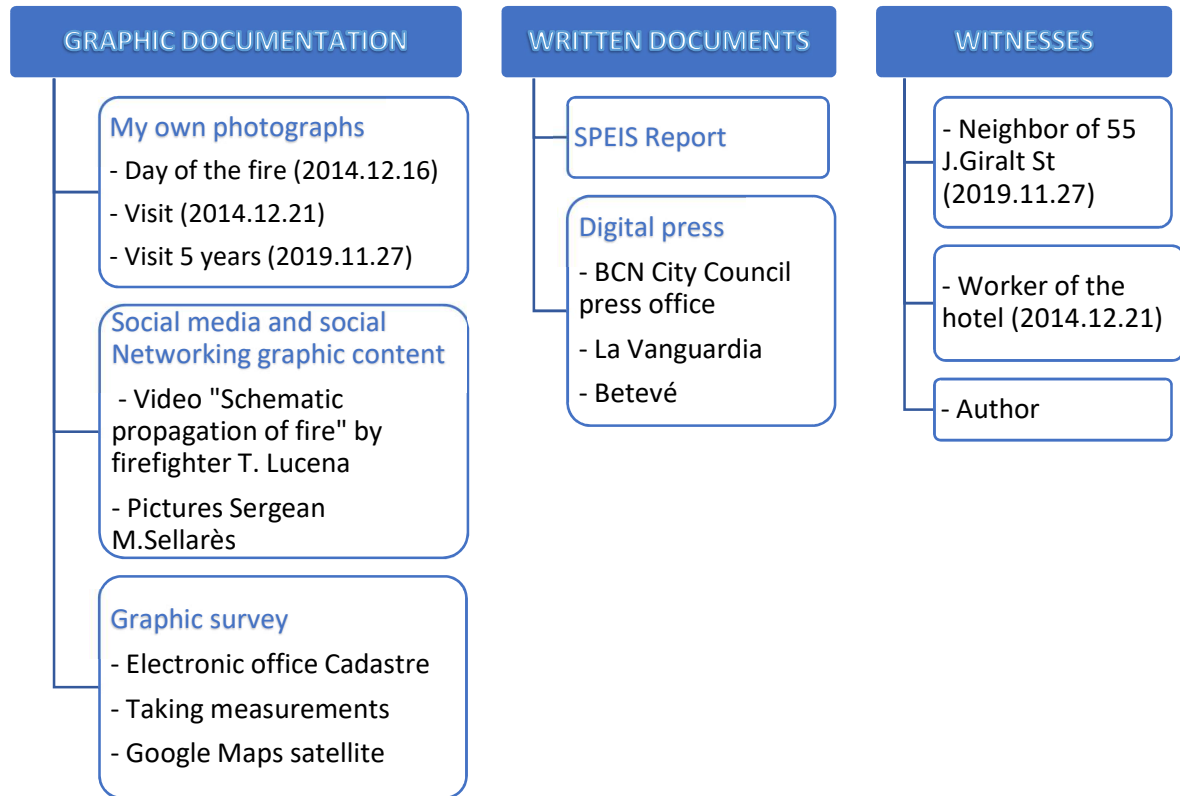 GRAPHIC DOCUMENTATION
My own photographs
- Day of the fire (2014.12.16)
- Visit (2014.12.21)
- Visit 5 years (2019.11.27)
Social media and social
Networking graphic content
- Video "Schematic
propagation of fire" by
firefighter T. Lucena
- Pictures Sergean
M.Sellarès
Graphic survey
- Electronic office Cadastre
- Taking measurements
- Google Maps satellite
WRITTEN DOCUMENTS
SPEIS Report
Digital press
- BCN City Council
press office
- La Vanguardia
- Betevé
WITNESSES
- Neighbor of 55
J.Giralt St
(2019.11.27)
- Worker of the
hotel (2014.12.21)
- Author